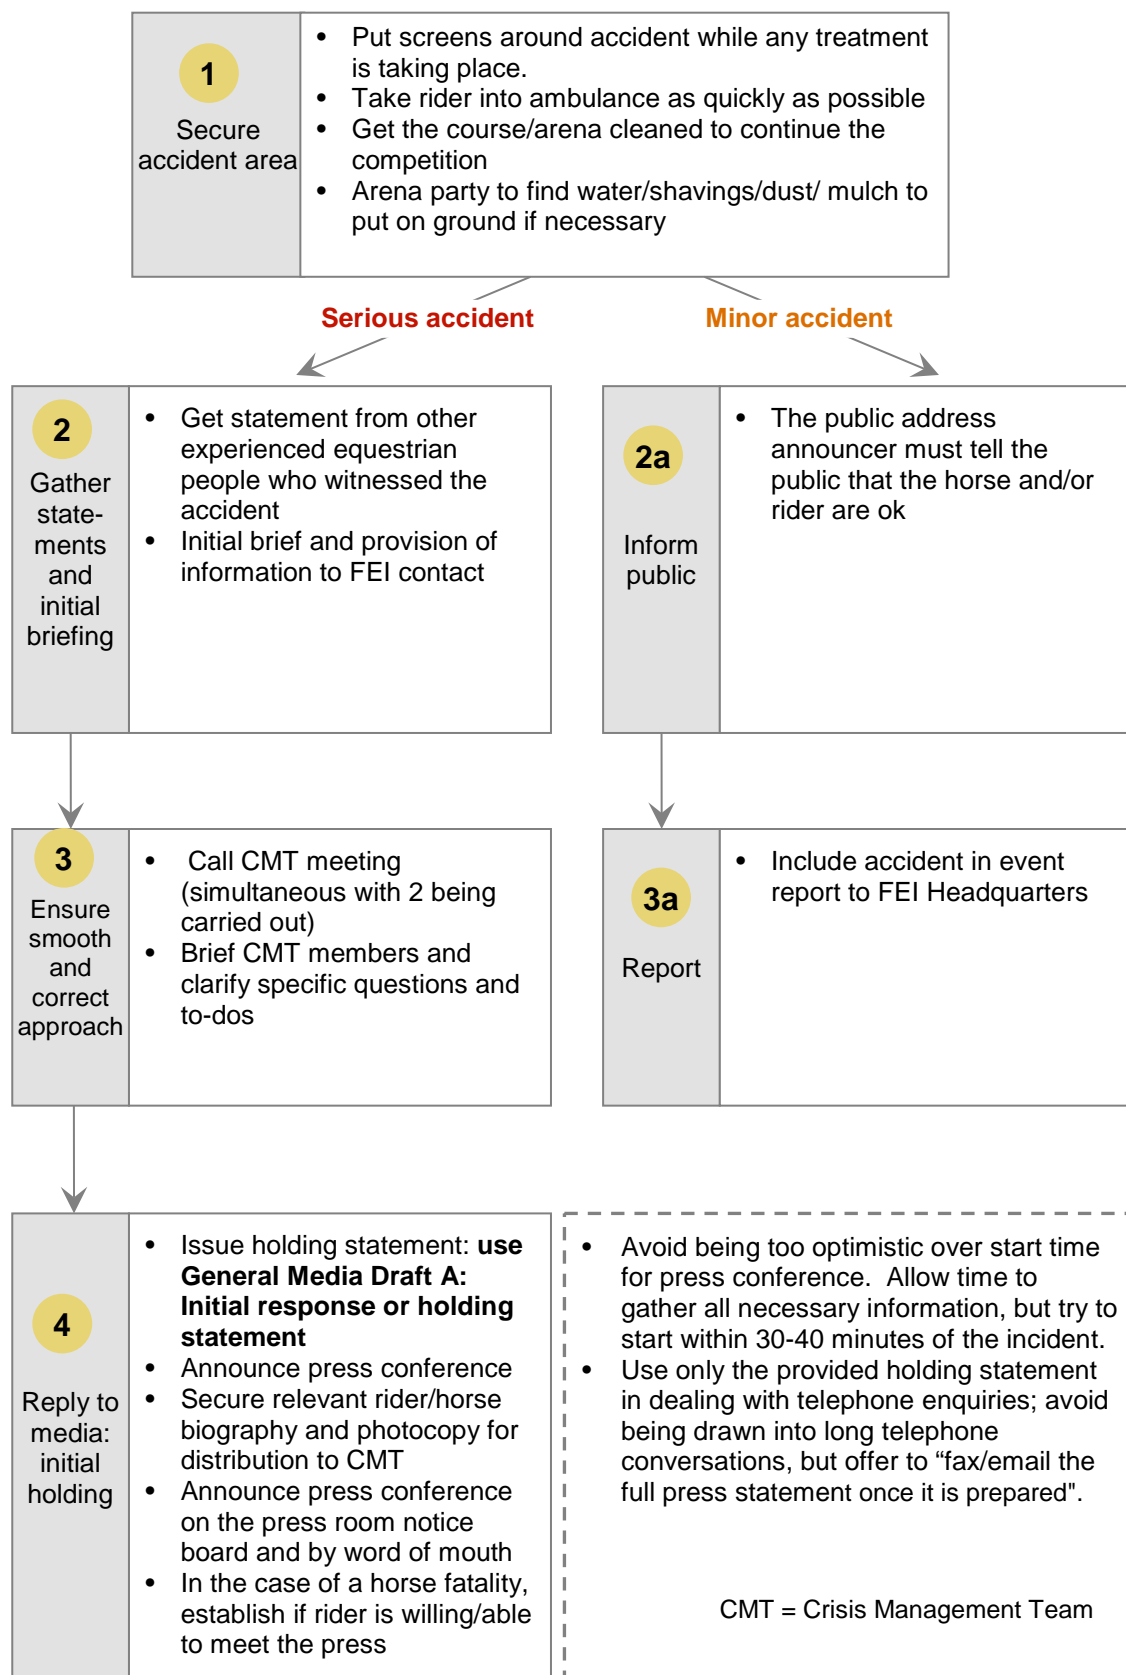 1
Secure
accident area
• Put screens around accident while any treatment
is taking place.
• Take rider into ambulance as quickly as possible
• Get the course/arena cleaned to continue the
competition
• Arena party to find water/shavings/dust/ mulch to
put on ground if necessary
Serious accident
Minor accident
2
Gather
state-
ments
and
initial
briefing
• Get statement from other
experienced equestrian
people who witnessed the
accident
• Initial brief and provision of
information to FEI contact
2a
Inform
public
• The public address
announcer must tell the
public that the horse and/or
rider are ok
3
Ensure
smooth
and
correct
approach
• Call CMT meeting
(simultaneous with 2 being
carried out)
• Brief CMT members and
clarify specific questions and
to-dos
3a
Report
• Include accident in event
report to FEI Headquarters
4
Reply to
media:
initial
holding
• Issue holding statement: use
General Media Draft A:
Initial response or holding
statement
• Announce press conference
• Secure relevant rider/horse
biography and photocopy for
distribution to CMT
• Announce press conference
on the press room notice
board and by word of mouth
• In the case of a horse fatality,
establish if rider is willing/able
to meet the press
• Avoid being too optimistic over start time
for press conference.  Allow time to
gather all necessary information, but try to
start within 30-40 minutes of the incident.
• Use only the provided holding statement
in dealing with telephone enquiries; avoid
being drawn into long telephone
conversations, but offer to “fax/email the
full press statement once it is prepared".
CMT = Crisis Management Team